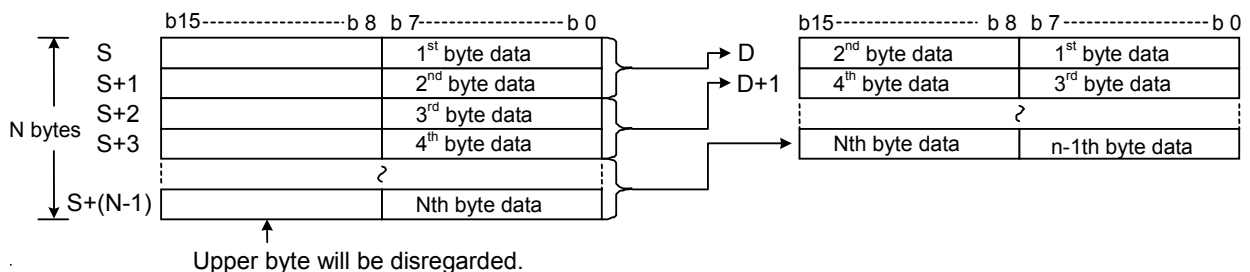 b15 b 8 b 7 b 0 b15 b 8 b 7 b 0
S 1st byte data D 2nd byte data 1st byte data
S+1 2nd byte data D+1 4th byte data 3rd byte data
S+2 3rd byte data
N bytes
S+3 4th byte data Nth byte data n-1th byte data
S+(N-1) Nth byte data
Upper byte will be disregarded.